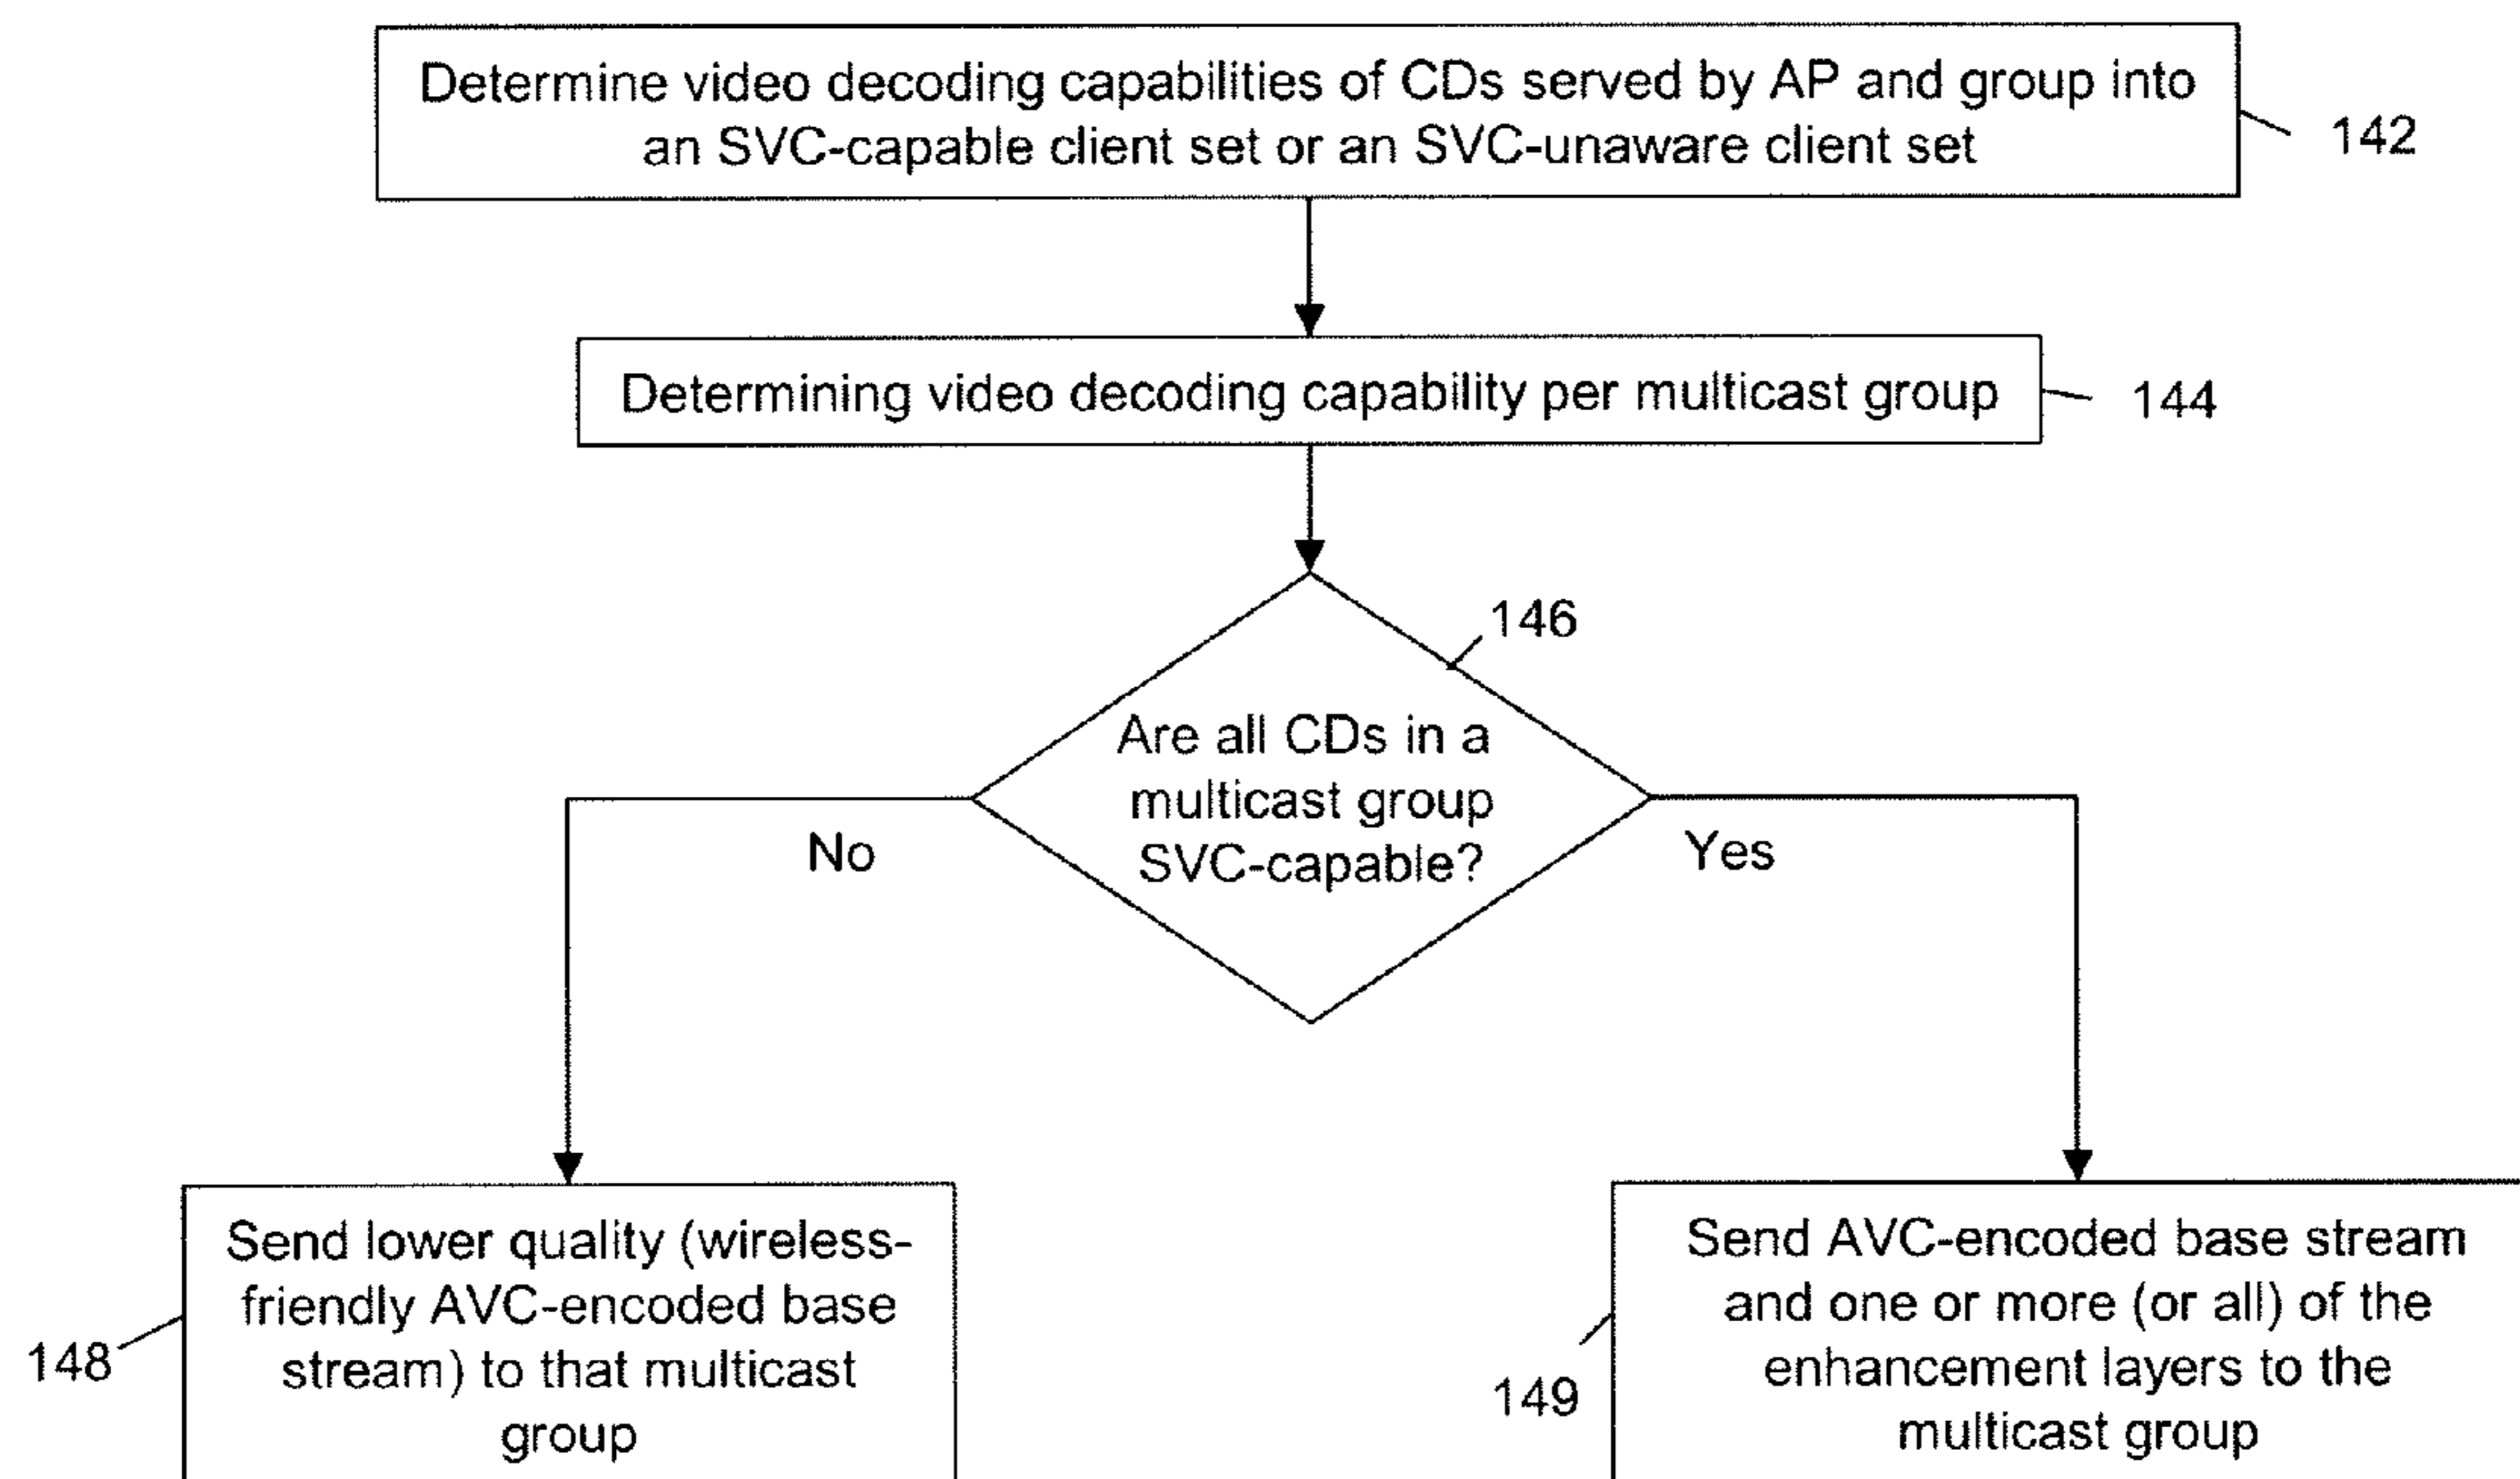 Determine video decoding capabilities of CDs served by AP and group into
an SVC-capable client set or an SVC-unaware client set
142
Determining video decoding capability per multicast group
144
146
Are all CDs in a
multicast group
SVC-capable?
No
Yes
Send lower quality (wireless-
friendly AVC-encoded base
stream) to that multicast
group
148
Send AVC-encoded base stream
and one or more (or all) of the
enhancement layers to the
multicast group
149